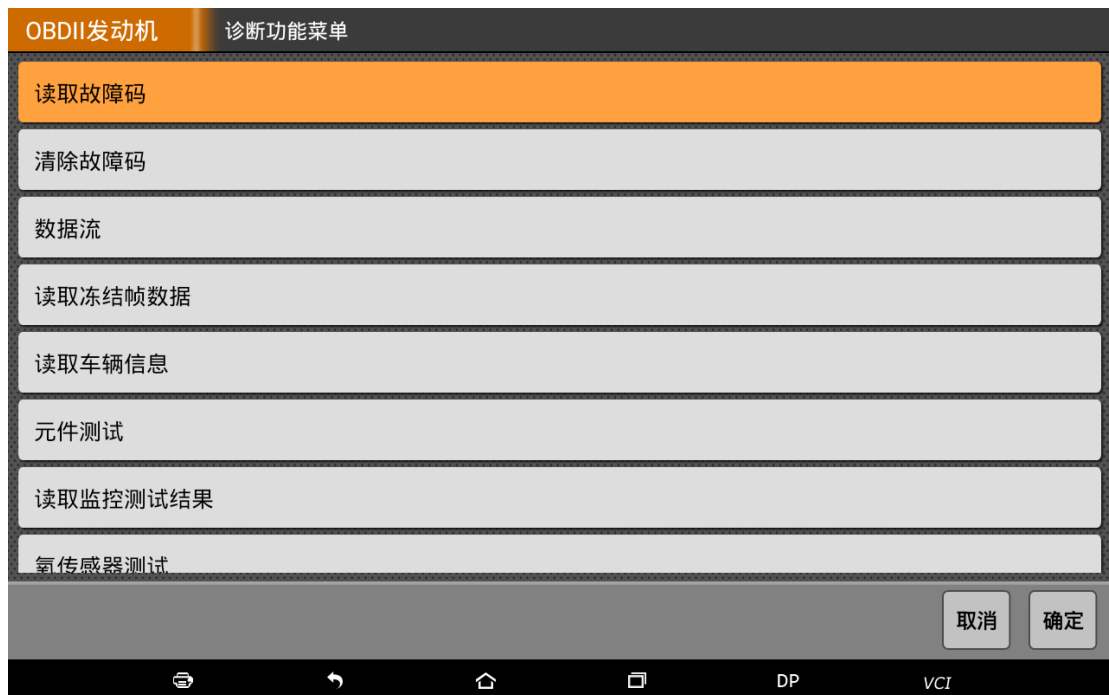 OBDII发动机 诊断功能菜单
读取故障码
清除故障码
数据流
读取冻结帧数据
读取车辆信息
元件测试
读取监控测试结果
氧传感器测试
取消 确定
DP VCI